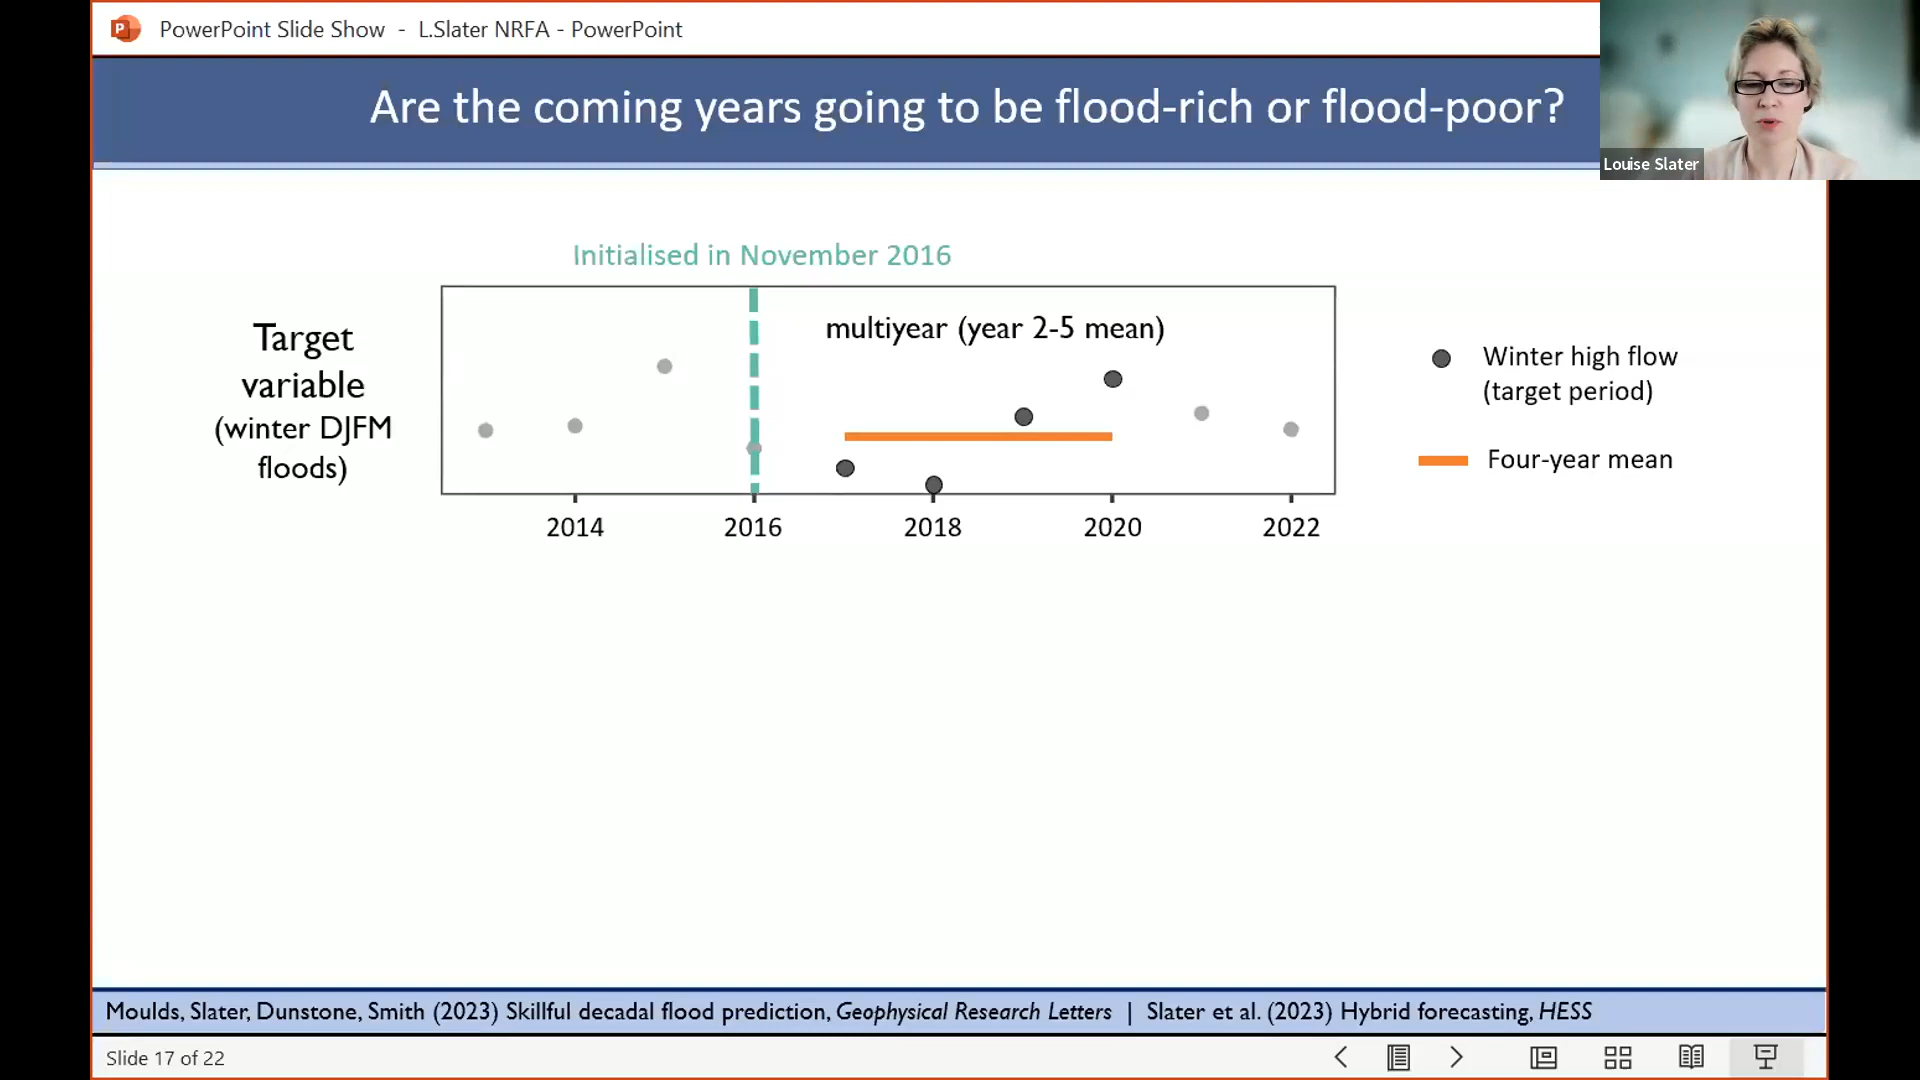 PowerPoint Slide Show - L.Slater NRFA - PowerPoint
Are the coming years going to be flood-rich or flood-poor?
Louise Slater
Initialised in November 2016
Target
variable
(winter DJFM
floods)
multiyear (year 2-5 mean)
2014 2016 2018 2020 2022
Winter high flow
(target period)
Four-year mean
Moulds, Slater, Dunstone, Smith (2023) Skillful decadal flood prediction, Geophysical Research Letters | Slater et al. (2023) Hybrid forecasting, HESS
Slide 17 of 22